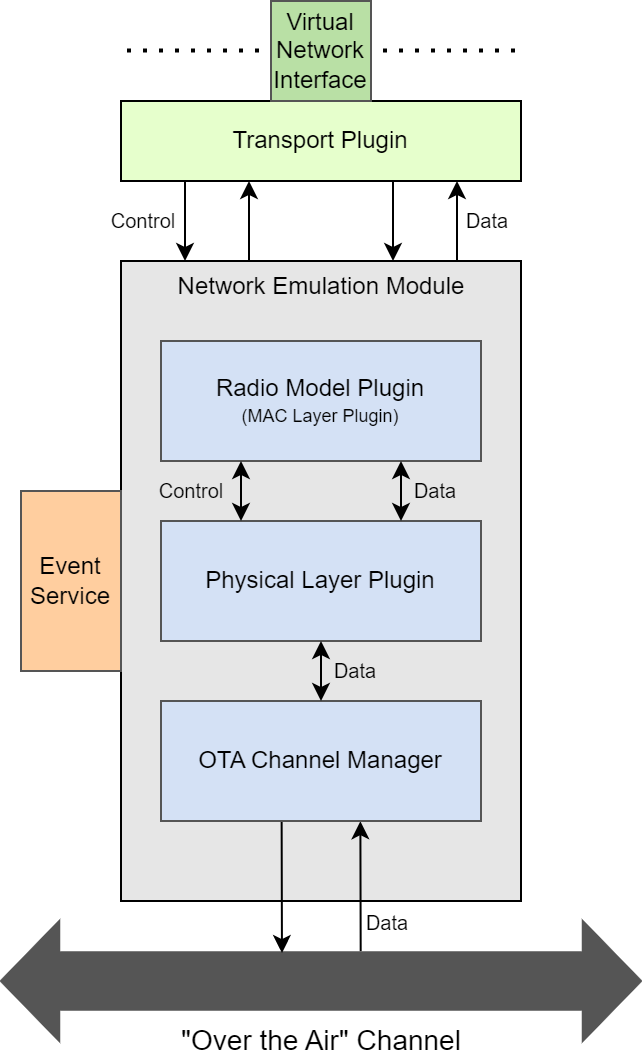 Virtual
Network
Interface
Transport Plugin
Control
Data
Network Emulation Module
Radio Model Plugin
(MAC Layer Plugin)
Control
Data
Event
Service
Physical Layer Plugin
Data
OTA Channel Manager
Data
"Over the Air" Channel